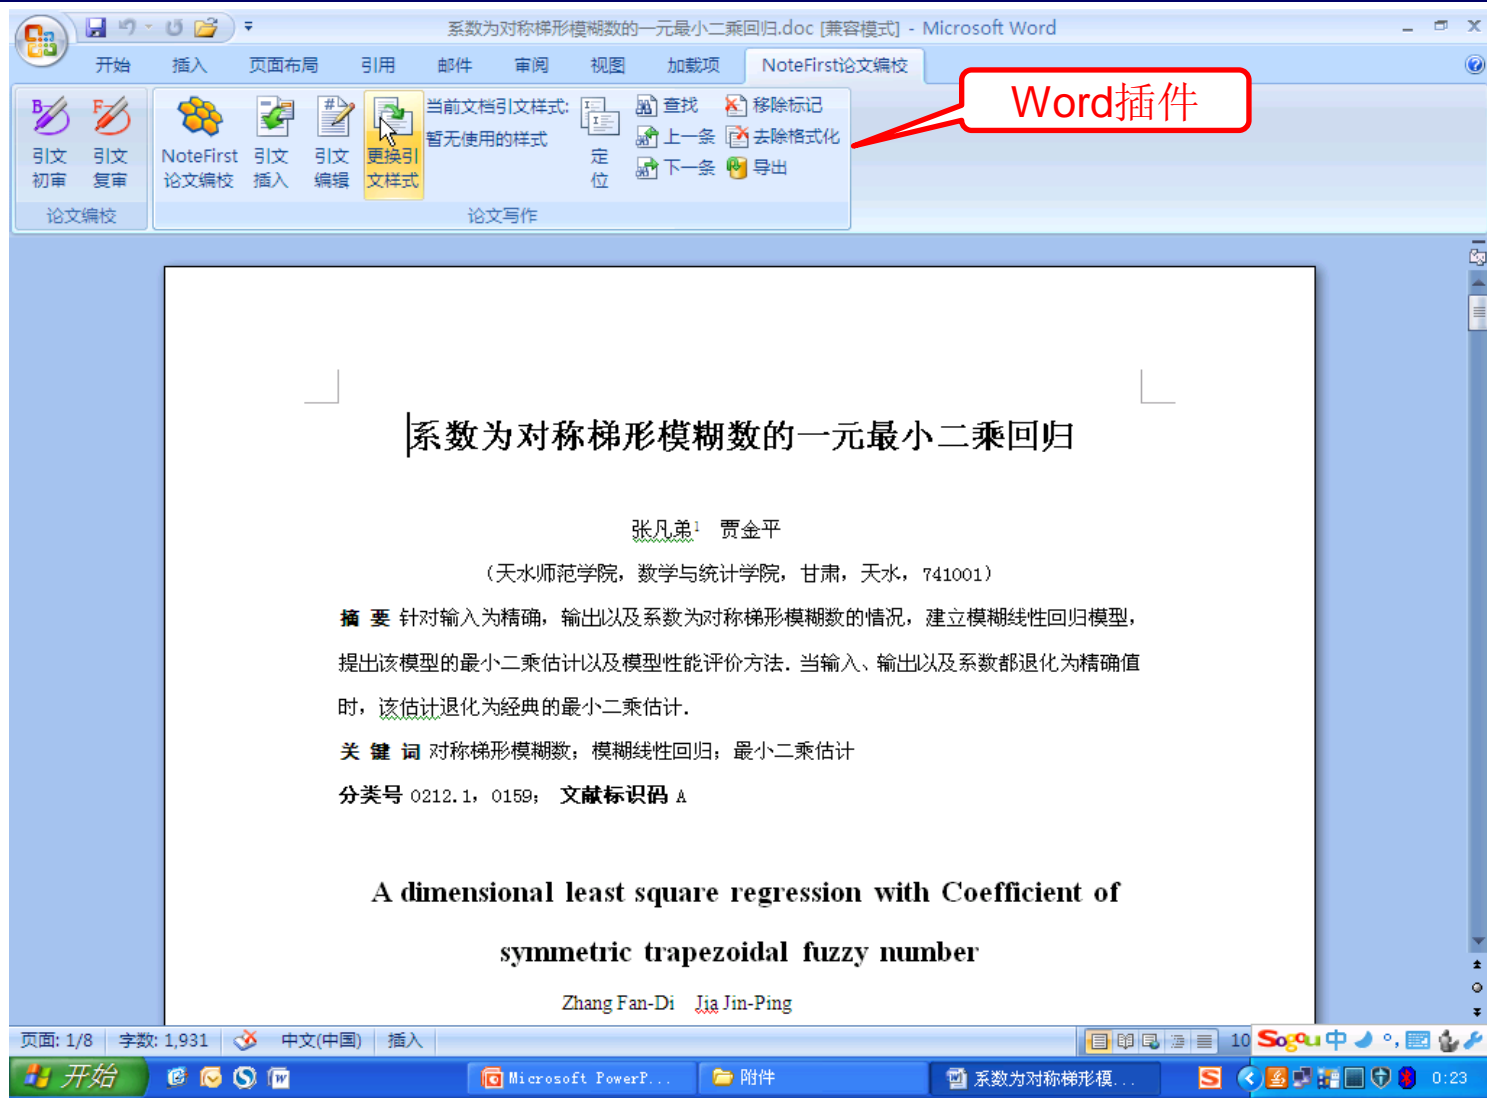 系数为对称梯形模糊数的一元最小二乘回归.doc [兼容模式] - Microsoft Word
开始 插入 页面布局 引用 邮件 审阅 视图 加载项 NoteFirst论文编校
Word插件
引文初审
引文复审
论文编校
NoteFirst论文编校
引文插入
引文编辑
更换引文样式
当前文档引文样式:
暂无使用的样式
定位
查找
上一条
下一条
移除标记
去除格式化
导出
论文写作
系数为对称梯形模糊数的一元最小二乘回归
张凡弟1 贾金平
（天水师范学院，数学与统计学院，甘肃，天水，741001）
摘 要 针对输入为精确，输出以及系数为对称梯形模糊数的情况，建立模糊线性回归模型，
提出该模型的最小二乘估计以及模型性能评价方法．当输入、输出以及系数都退化为精确值
时，该估计退化为经典的最小二乘估计．
关 键 词 对称梯形模糊数；模糊线性回归；最小二乘估计
分类号 0212.1，0159； 文献标识码 A
A dimensional least square regression with Coefficient of
symmetric trapezoidal fuzzy number
Zhang Fan-Di Jia Jin-Ping
页面: 1/8 字数: 1,931 中文(中国) 插入 10 Sogou 中
开始 Microsoft PowerP... 附件 系数为对称梯形模... 0:23